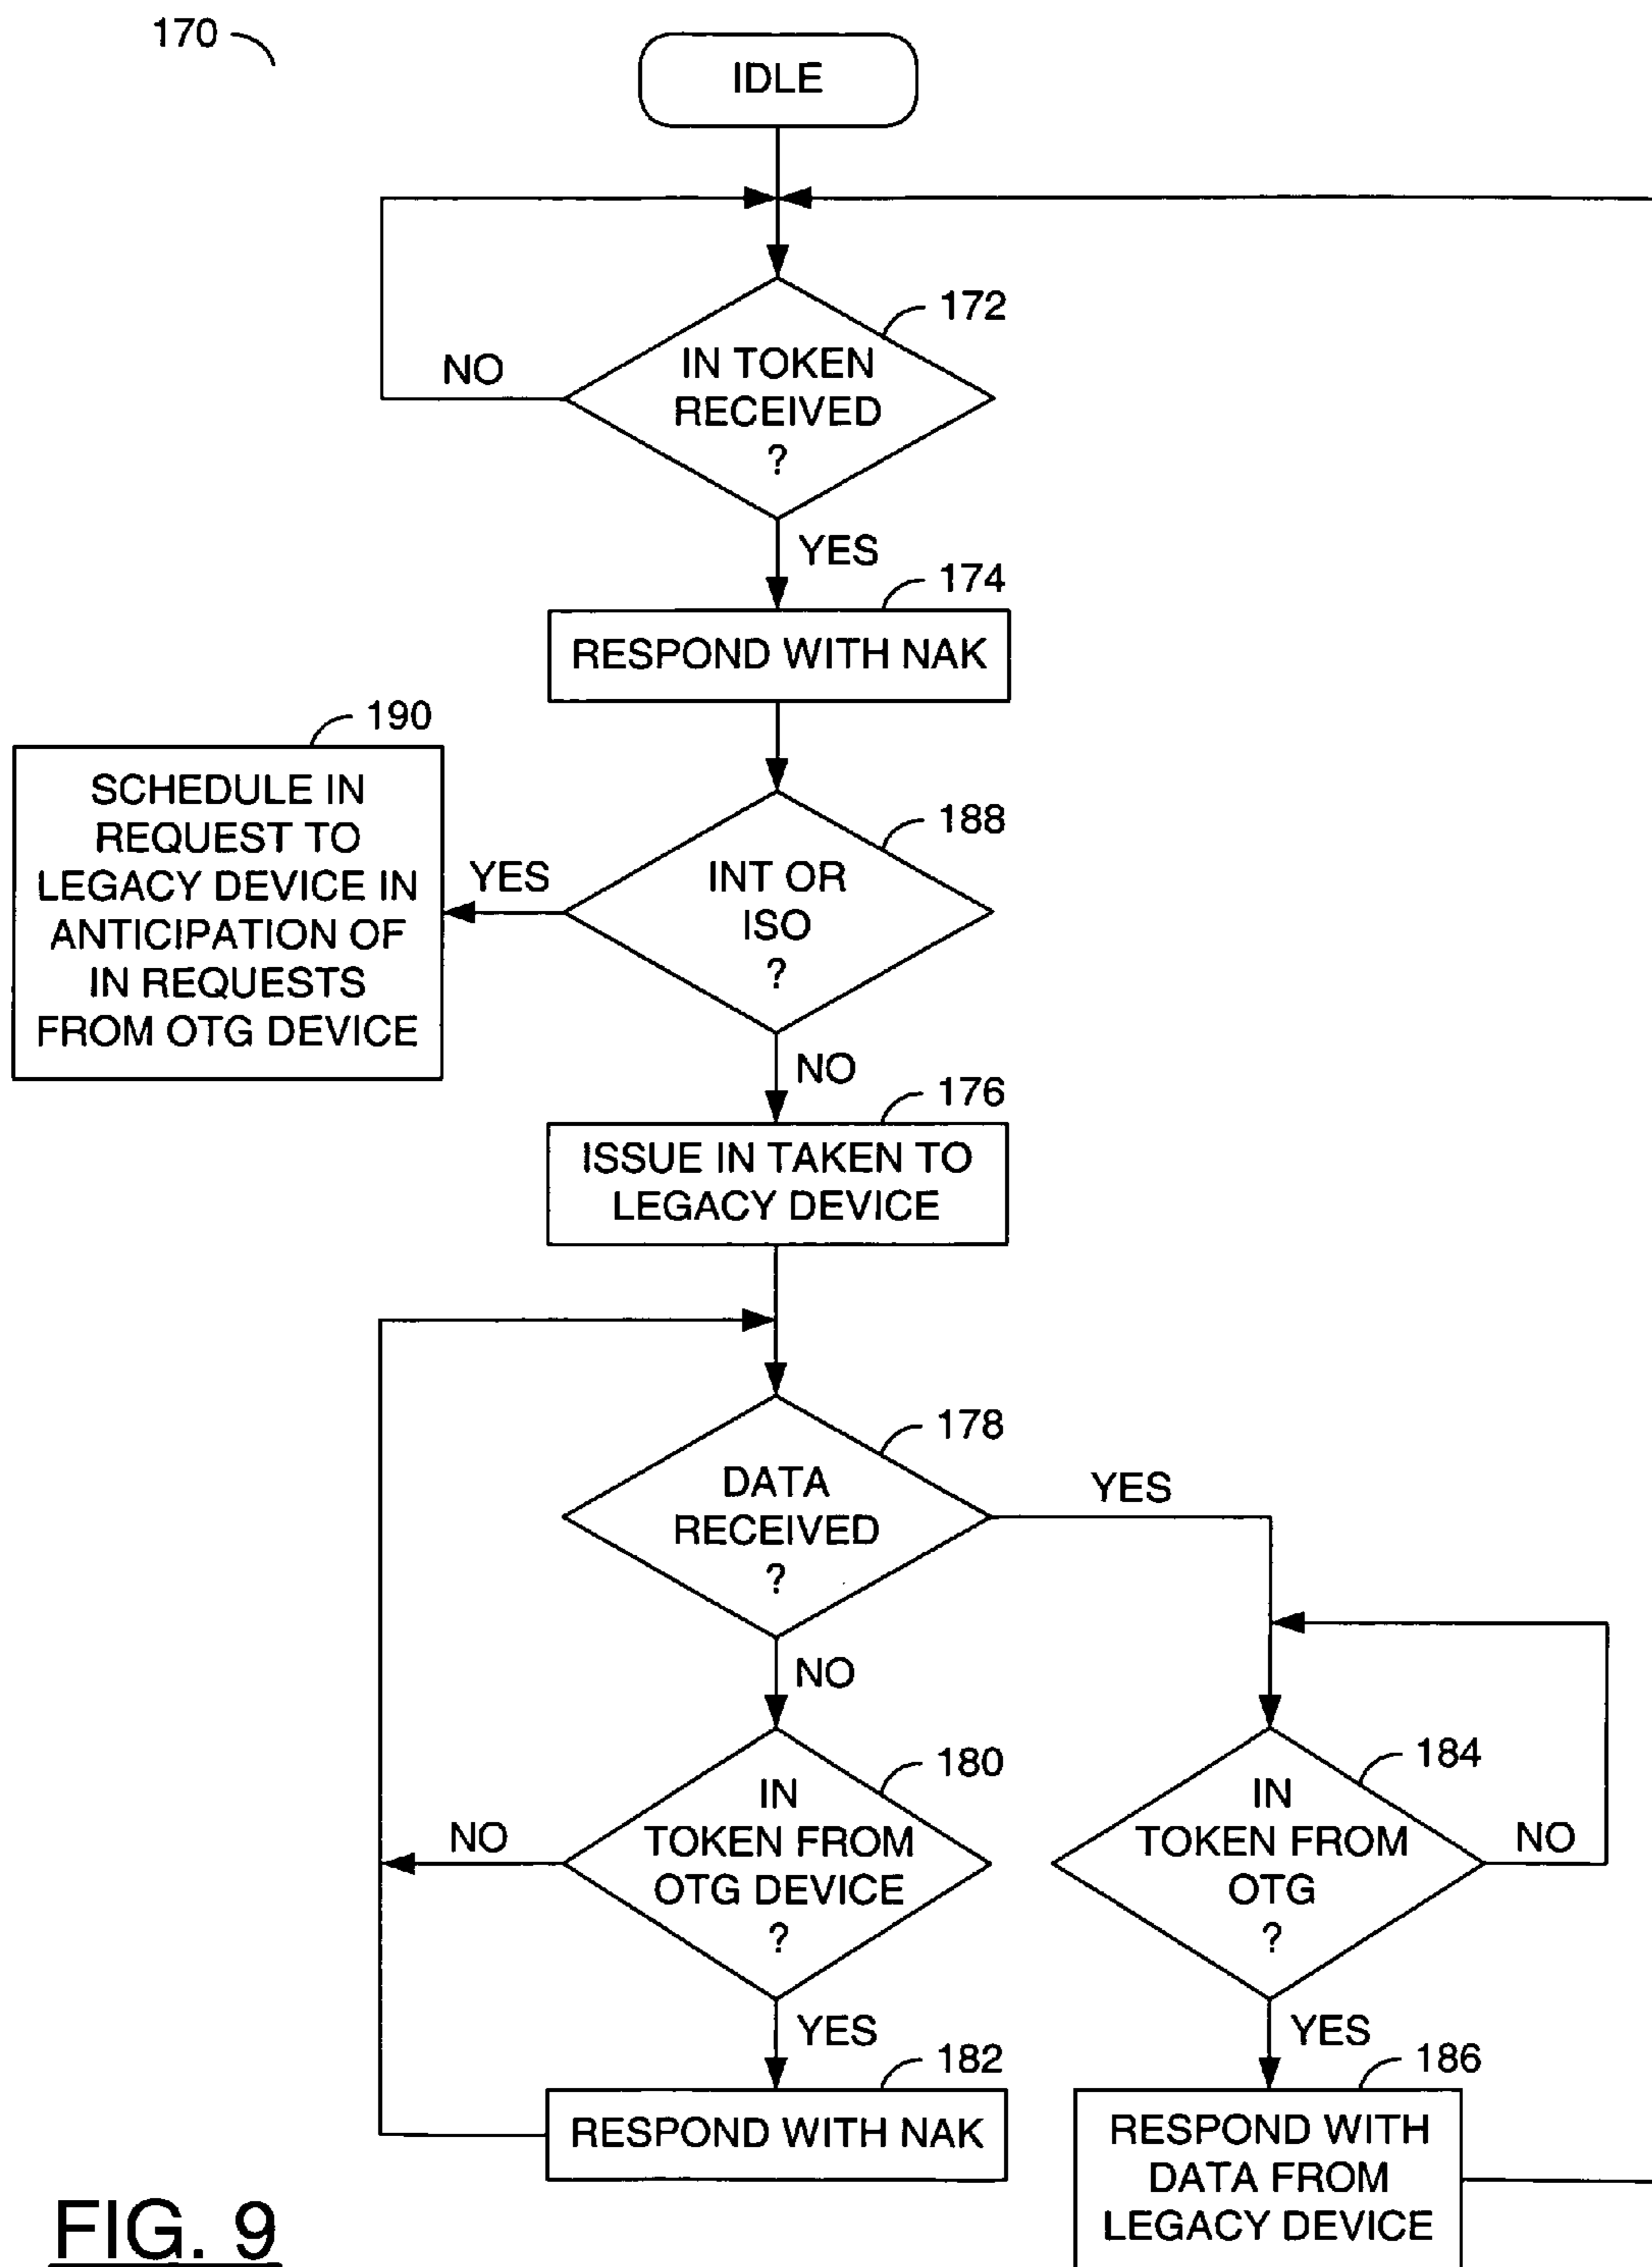 170
IDLE
172
IN TOKEN
RECEIVED
?
NO
YES
174
RESPOND WITH NAK
190
SCHEDULE IN
REQUEST TO
LEGACY DEVICE IN
ANTICIPATION OF
IN REQUESTS
FROM OTG DEVICE
188
INT OR
ISO
?
YES
NO
176
ISSUE IN TAKEN TO
LEGACY DEVICE
178
DATA
RECEIVED
?
YES
NO
180
IN
TOKEN FROM
OTG DEVICE
?
NO
YES
184
IN
TOKEN FROM
OTG
?
NO
YES
182
RESPOND WITH NAK
186
RESPOND WITH
DATA FROM
LEGACY DEVICE
FIG. 9